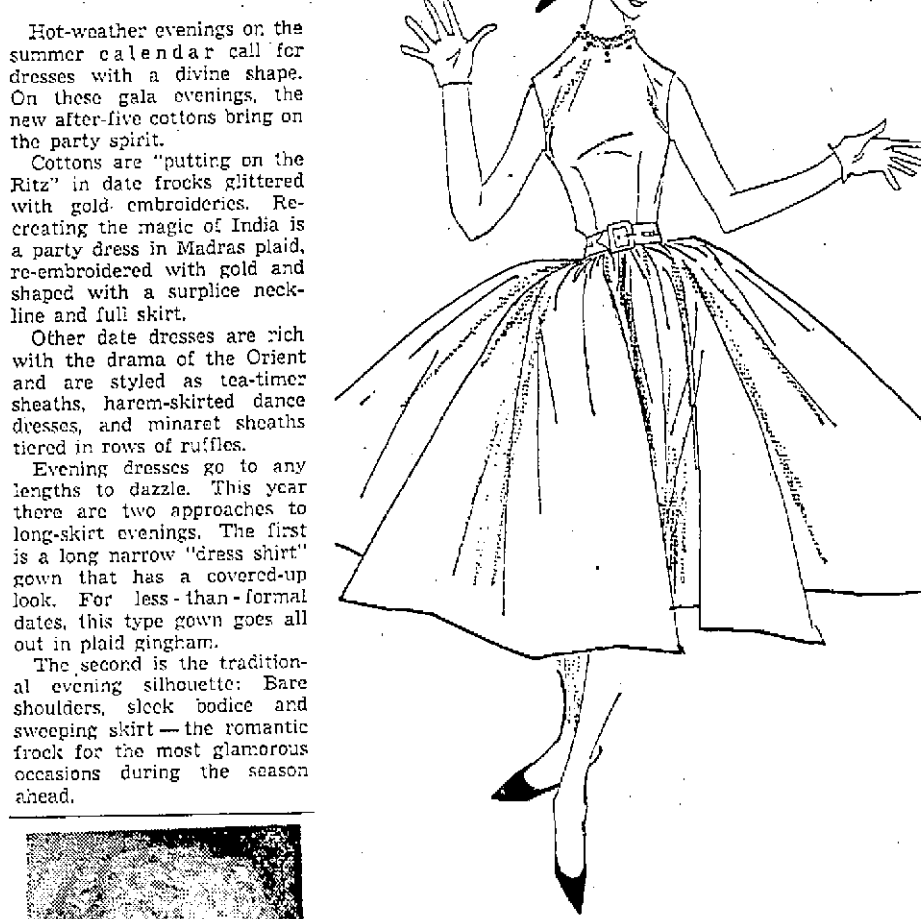 Hot-weather evenings on the
summer calendar call for
dresses with a divine shape.
On these gala evenings, the
new after-five cottons bring on
the party spirit.
Cottons are "putting on the
Ritz" in date frocks glittered
with gold embroideries. Re-
creating the magic of India is
a party dress in Madras plaid,
re-embroidered with gold and
shaped with a surplice neck-
line and full skirt.
Other date dresses are rich
with the drama of the Orient
and are styled as tea-timer
sheaths, harem-skirted dance
dresses, and minaret sheaths
tiered in rows of ruffles.
Evening dresses go to any
lengths to dazzle. This year
there are two approaches to
long-skirt evenings. The first
is a long narrow "dress shirt"
gown that has a covered-up
look. For less-than-formal
dates, this type gown goes all
out in plaid gingham.
The second is the tradition-
al evening silhouette: Bare
shoulders, sleek bodice and
sweeping skirt — the romantic
frock for the most glamorous
occasions during the season
ahead.